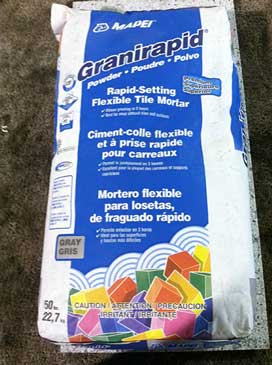 MAPEI
Granirapid®
Powder • Poudre • Polvo
Rapid-Setting
Flexible Tile Mortar
Ciment-colle flexible
et à prise rapide
pour carreaux
Mortero flexible
para losetas,
de fraguado rápido
GRAY
GRIS
50 lb.
22,7 kg
CAUTION / ATTENTION / PRECAUCIÓN
IRRITANT / IRRITANTE